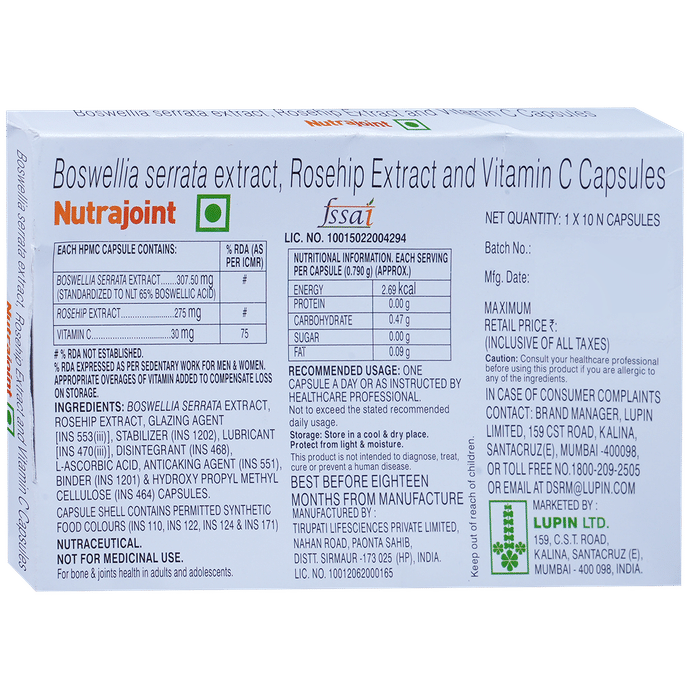 Boswellia serrata extract, Rosehip Extract and Vitamin C Capsules
Nutrajoint
Boswellia serrata extract, Rosehip Extract and Vitamin C Capsules
Nutrajoint
Boswellia serrata extract, Rosehip Extract and Vitamin C Capsules
Nutrajoint
fssai
LIC. NO. 10015022004294
EACH HPMC CAPSULE CONTAINS: % RDA (AS
PER ICMR)
BOSWELLIA SERRATA EXTRACT.......307.50 mg #
(STANDARDIZED TO NLT 65% BOSWELLIC ACID)
ROSEHIP EXTRACT.........................275 mg #
VITAMIN C....................................30 mg 75
# % RDA NOT ESTABLISHED.
% RDA EXPRESSED AS PER SEDENTARY WORK FOR MEN & WOMEN.
APPROPRIATE OVERAGES OF VITAMIN ADDED TO COMPENSATE LOSS
ON STORAGE.
INGREDIENTS: BOSWELLIA SERRATA EXTRACT,
ROSEHIP EXTRACT, GLAZING AGENT
[INS 553(iii)], STABILIZER (INS 1202), LUBRICANT
[INS 470(iii)], DISINTEGRANT (INS 468),
L-ASCORBIC ACID, ANTICAKING AGENT (INS 551),
BINDER (INS 1201) & HYDROXY PROPYL METHYL
CELLULOSE (INS 464) CAPSULES.
CAPSULE SHELL CONTAINS PERMITTED SYNTHETIC
FOOD COLOURS (INS 110, INS 122, INS 124 & INS 171)
NUTRACEUTICAL.
NOT FOR MEDICINAL USE.
For bone & joints health in adults and adolescents.
NUTRITIONAL INFORMATION. EACH SERVING
PER CAPSULE (0.790 g) (APPROX.)
ENERGY 2.69 kcal
PROTEIN 0.00 g
CARBOHYDRATE 0.47 g
SUGAR 0.00 g
FAT 0.09 g
RECOMMENDED USAGE: ONE
CAPSULE A DAY OR AS INSTRUCTED BY
HEALTHCARE PROFESSIONAL.
Not to exceed the stated recommended
daily usage.
Storage: Store in a cool & dry place.
Protect from light & moisture.
This product is not intended to diagnose, treat,
cure or prevent a human disease.
BEST BEFORE EIGHTEEN
MONTHS FROM MANUFACTURE
MANUFACTURED BY :
TIRUPATI LIFESCIENCES PRIVATE LIMITED,
NAHAN ROAD, PAONTA SAHIB,
DISTT. SIRMAUR -173 025 (HP), INDIA.
LIC. NO. 10012062000165
Keep out of reach of children.
NET QUANTITY: 1 X 10 N CAPSULES
Batch No.:
Mfg. Date:
MAXIMUM
RETAIL PRICE ₹:
(INCLUSIVE OF ALL TAXES)
Caution: Consult your healthcare professional
before using this product if you are allergic to
any of the ingredients.
IN CASE OF CONSUMER COMPLAINTS
CONTACT: BRAND MANAGER, LUPIN
LIMITED, 159 CST ROAD, KALINA,
SANTACRUZ(E), MUMBAI -400098,
OR TOLL FREE NO.1800-209-2505
OR EMAIL AT DSRM@LUPIN.COM
MARKETED BY :
LUPIN LTD.
159, C.S.T. ROAD,
KALINA, SANTACRUZ (E),
MUMBAI - 400 098, INDIA.